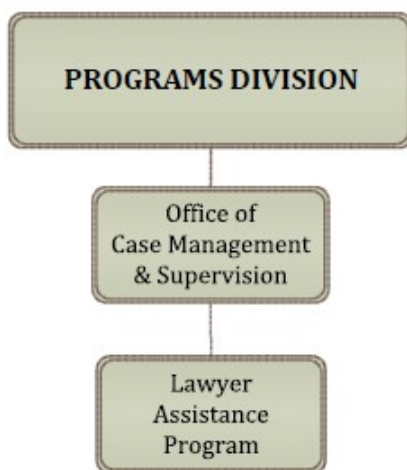 PROGRAMS DIVISION
Office of
Case Management
& Supervision
Lawyer
Assistance
Program